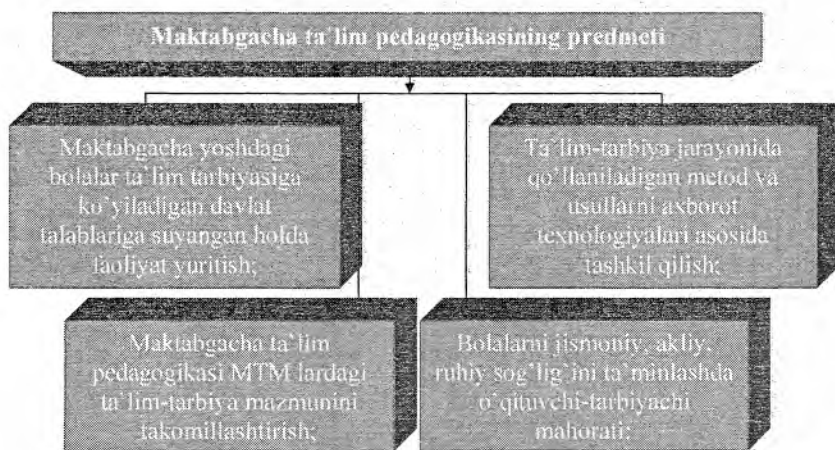 Maktabgacha ta`lim pedagogikasining predmeti
Maktabgacha yoshdagi
bolalar ta`lim tarbiyasiga
ko`yiladigan davlat
talablariga suyangan holda
faoliyat yuritish;
Ta`lim-tarbiya jarayonida
qo`llaniladigan metod va
usullarni axborot
texnologiyalari asosida
tashkil qilish;
Maktabgacha ta`lim
pedagogikasi MTM lardagi
ta`lim-tarbiya mazmunini
takomillashtirish;
Bolalarni jismoniy, akliy,
ruhiy sog`lig`ini ta`minlashda
o`qituvchi-tarbiyachi
mahorati;